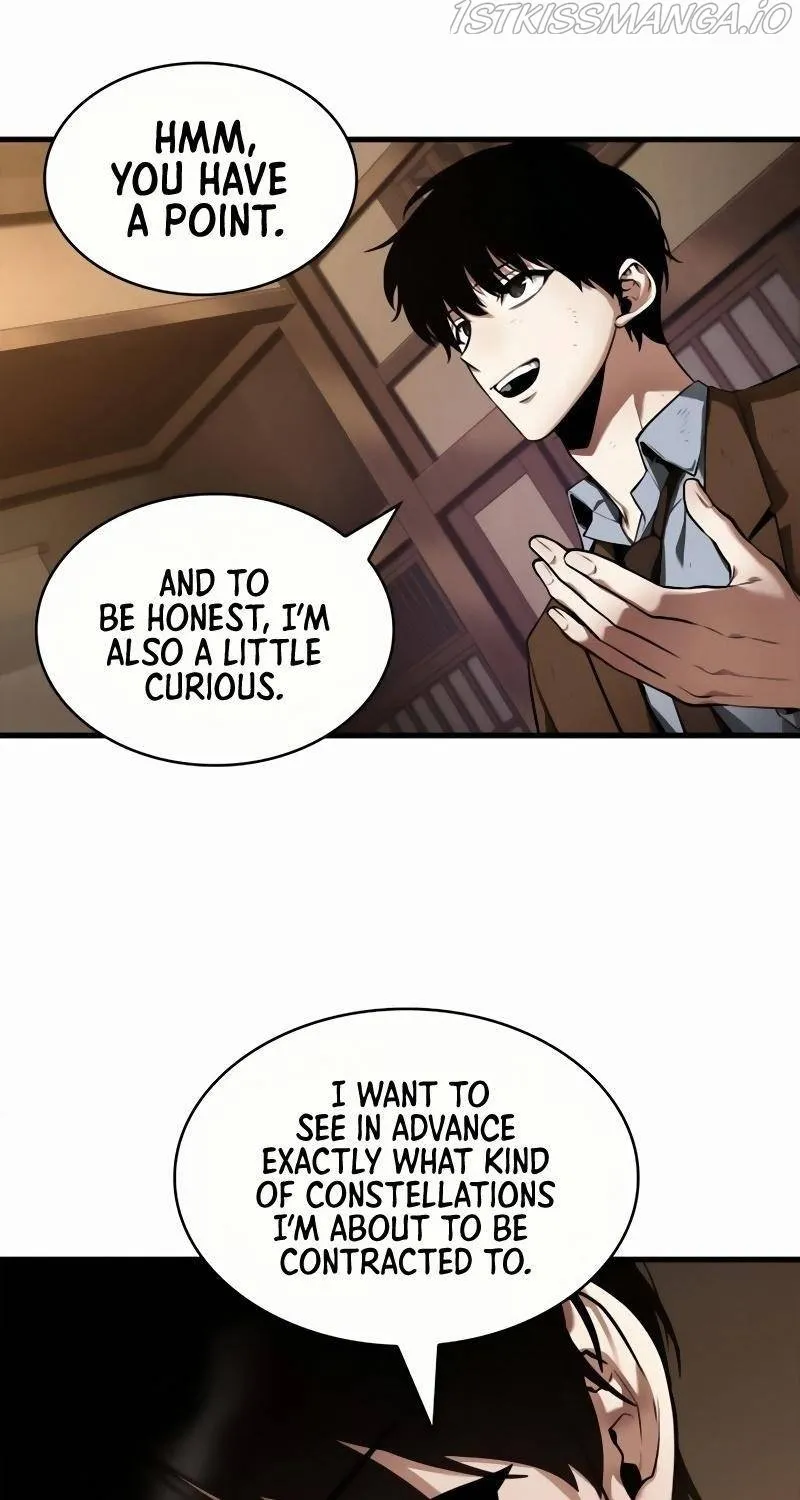 1STKISSMANGA.IO
HMM,
YOU HAVE
A POINT.
AND TO
BE HONEST, I'M
ALSO A LITTLE
CURIOUS.
I WANT TO
SEE IN ADVANCE
EXACTLY WHAT KIND
OF CONSTELLATIONS
I'M ABOUT TO BE
CONTRACTED TO.